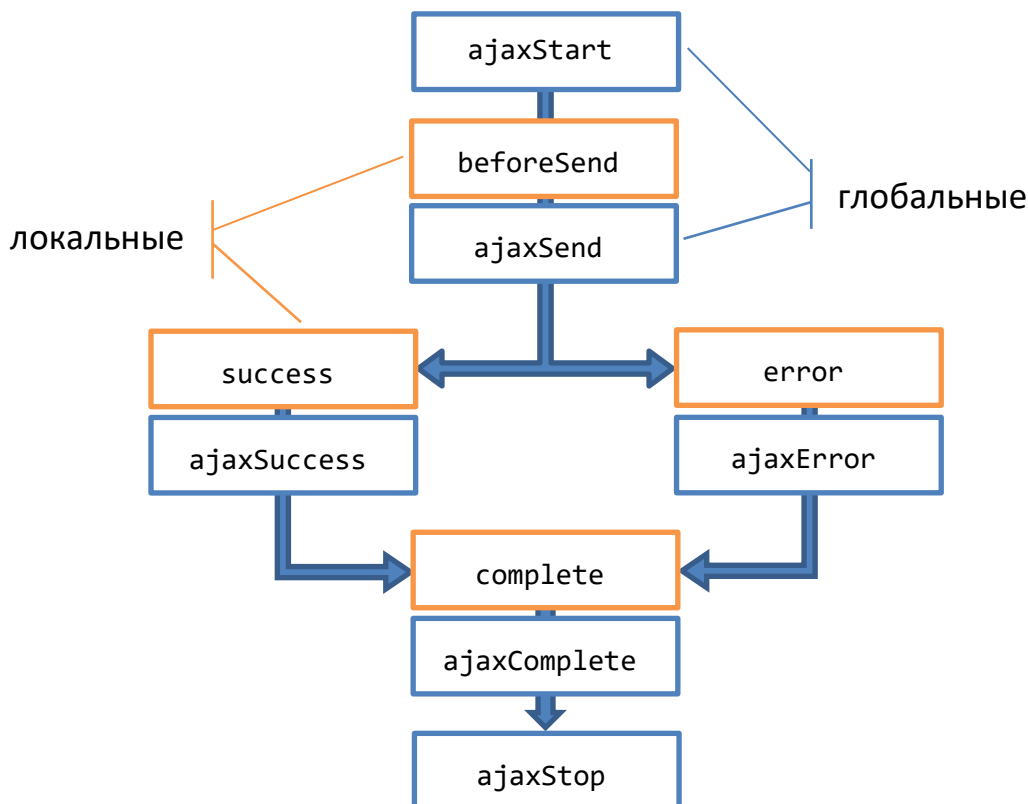 ajaxStart
beforeSend
глобальные
локальные
ajaxSend
success
error
ajaxSuccess
ajaxError
complete
ajaxComplete
ajaxStop